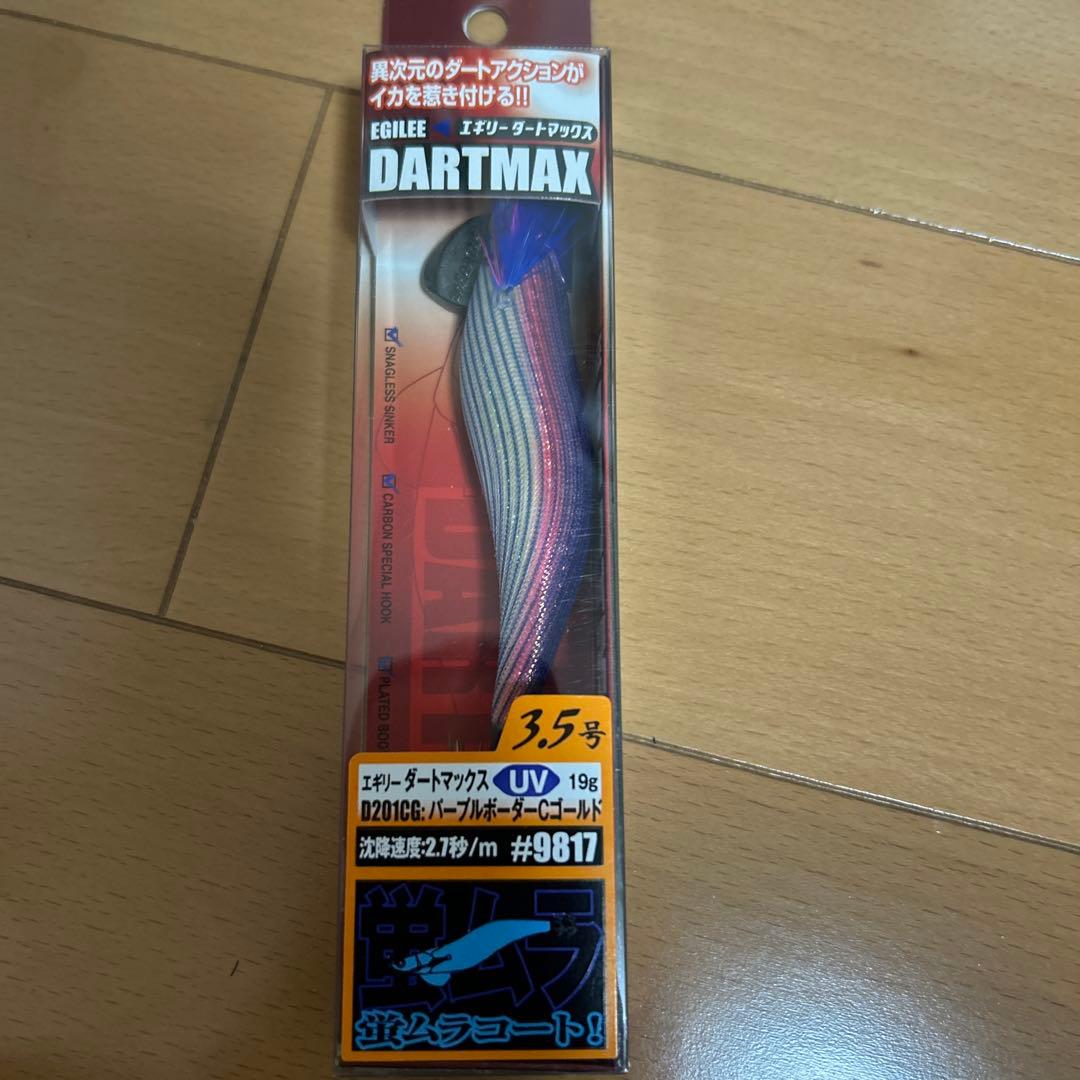 異次元のダートアクションが
イカを惹き付ける!!
EGILEE エギリー ダートマックス
DARTMAX
SNAGLESS SINKER
CARBON SPECIAL HOOK
PLATED BOO
3.5号
エギリー ダートマックス UV 19g
D201CG: パープルボーダーCゴールド
沈降速度:2.7秒/m #9817
蛍ムラ
蛍ムラコート!